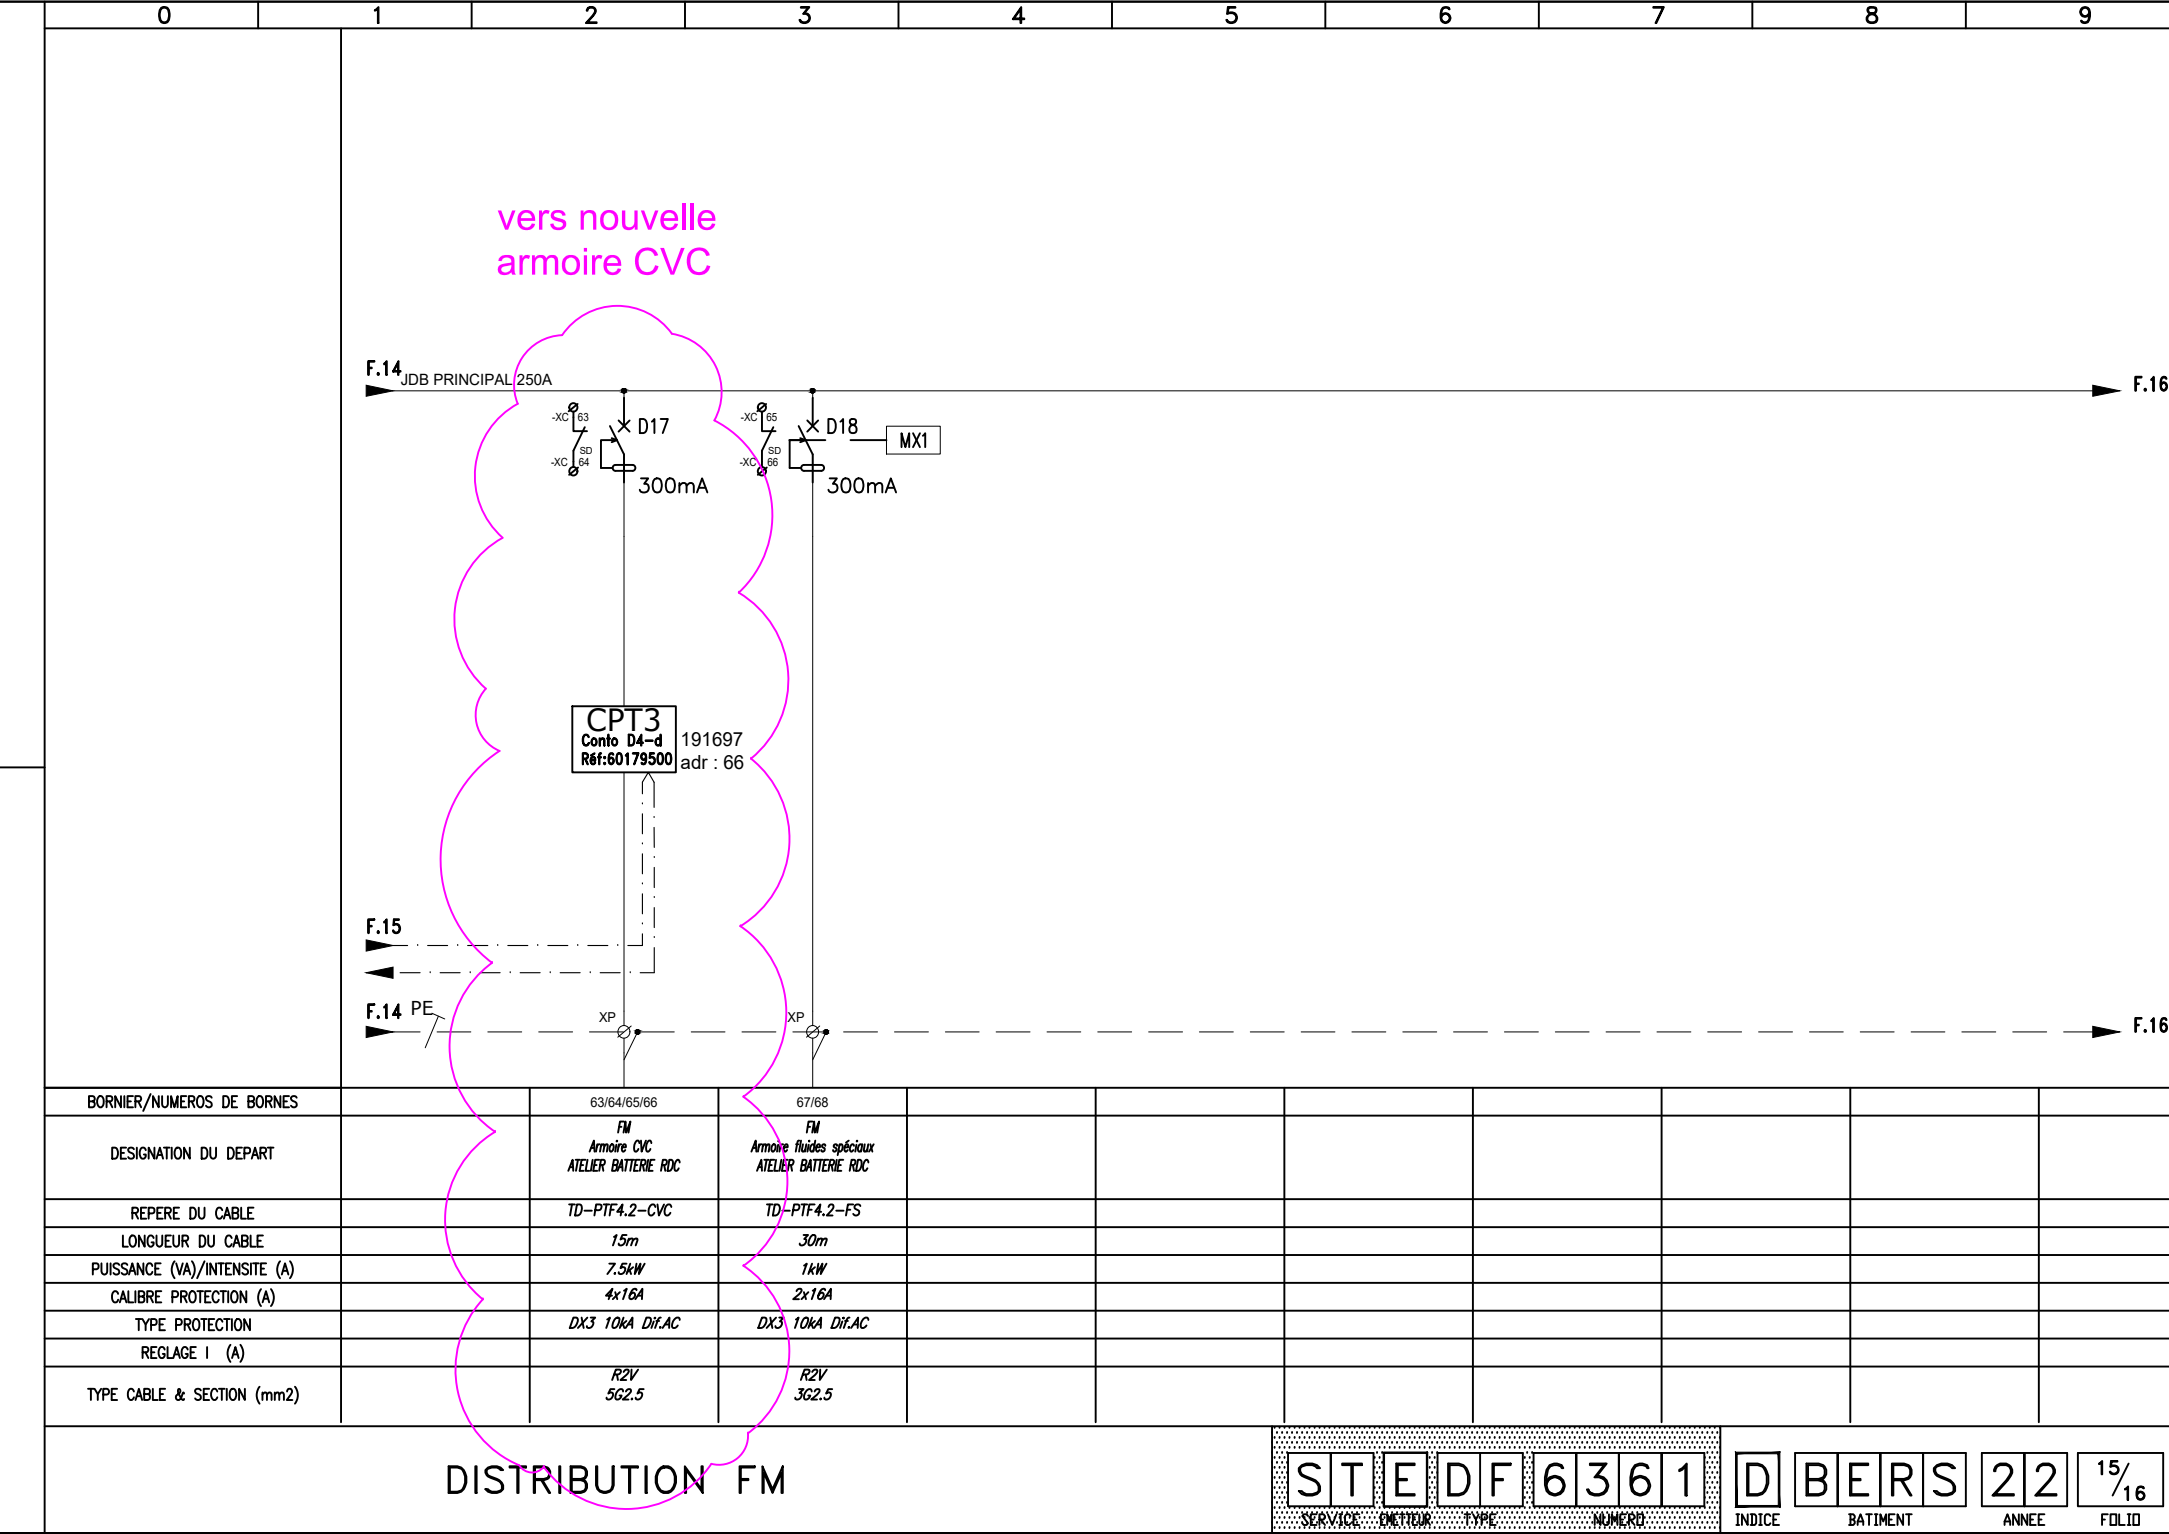 0 1 2 3 4 5 6 7 8 9
vers nouvelle
armoire CVC
F.14 JDB PRINCIPAL 250A F.16
-XC 63 D17 -XC 65 D18 MX1
SD SD
-XC 64 -XC 66
300mA 300mA
CPT3
Conto D4-d
Réf:60179500
191697
adr : 66
F.15
F.14 PE XP XP F.16
BORNIER/NUMEROS DE BORNES 63/64/65/66 67/68
DESIGNATION DU DEPART
FM
Armoire CVC
ATELIER BATTERIE RDC
FM
Armoire fluides spéciaux
ATELIER BATTERIE RDC
REPERE DU CABLE TD-PTF4.2-CVC TD-PTF4.2-FS
LONGUEUR DU CABLE 15m 30m
PUISSANCE (VA)/INTENSITE (A) 7.5kW 1kW
CALIBRE PROTECTION (A) 4x16A 2x16A
TYPE PROTECTION DX3 10kA Dif.AC DX3 10kA Dif.AC
REGLAGE I (A)
TYPE CABLE & SECTION (mm2)
R2V
5G2.5
R2V
3G2.5
DISTRIBUTION FM
S T E D F 6 3 6 1 D B E R S 2 2 15/16
SERVICE EMETTEUR TYPE NUMERO INDICE BATIMENT ANNEE FOLIO